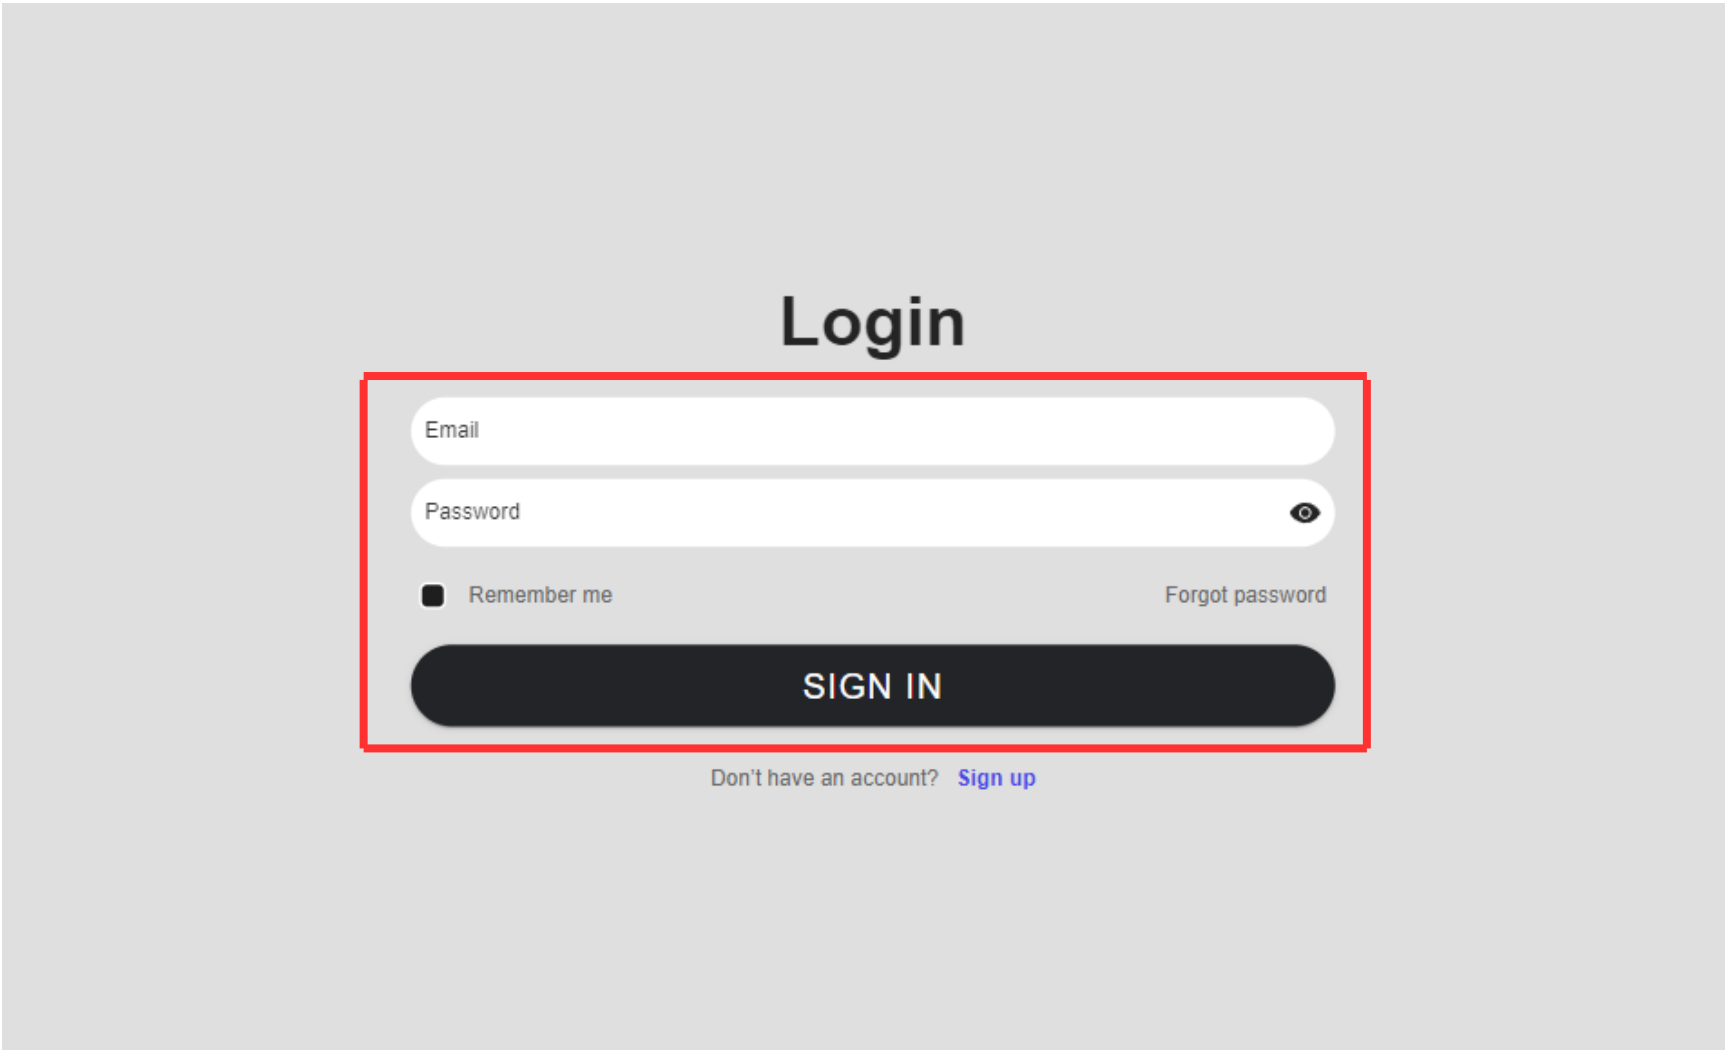 Login
Email
Password
Remember me Forgot password
SIGN IN
Don't have an account? Sign up